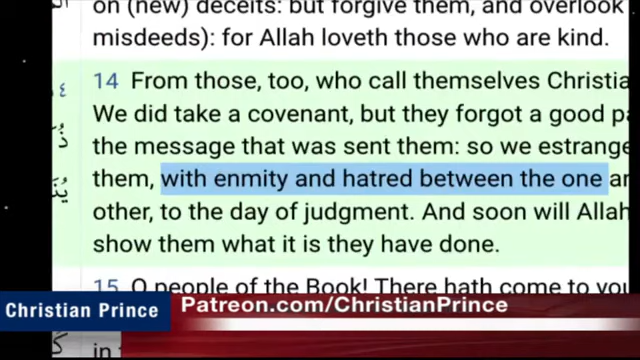 on (new) deceits: but forgive them, and overlook
misdeeds): for Allah loveth those who are kind.
14 From those, too, who call themselves Christia
We did take a covenant, but they forgot a good pa
the message that was sent them: so we estrange
them, with enmity and hatred between the one an
other, to the day of judgment. And soon will Allah
show them what it is they have done.
15 O people of the Book! There hath come to you
Christian Prince
Patreon.com/ChristianPrince
in